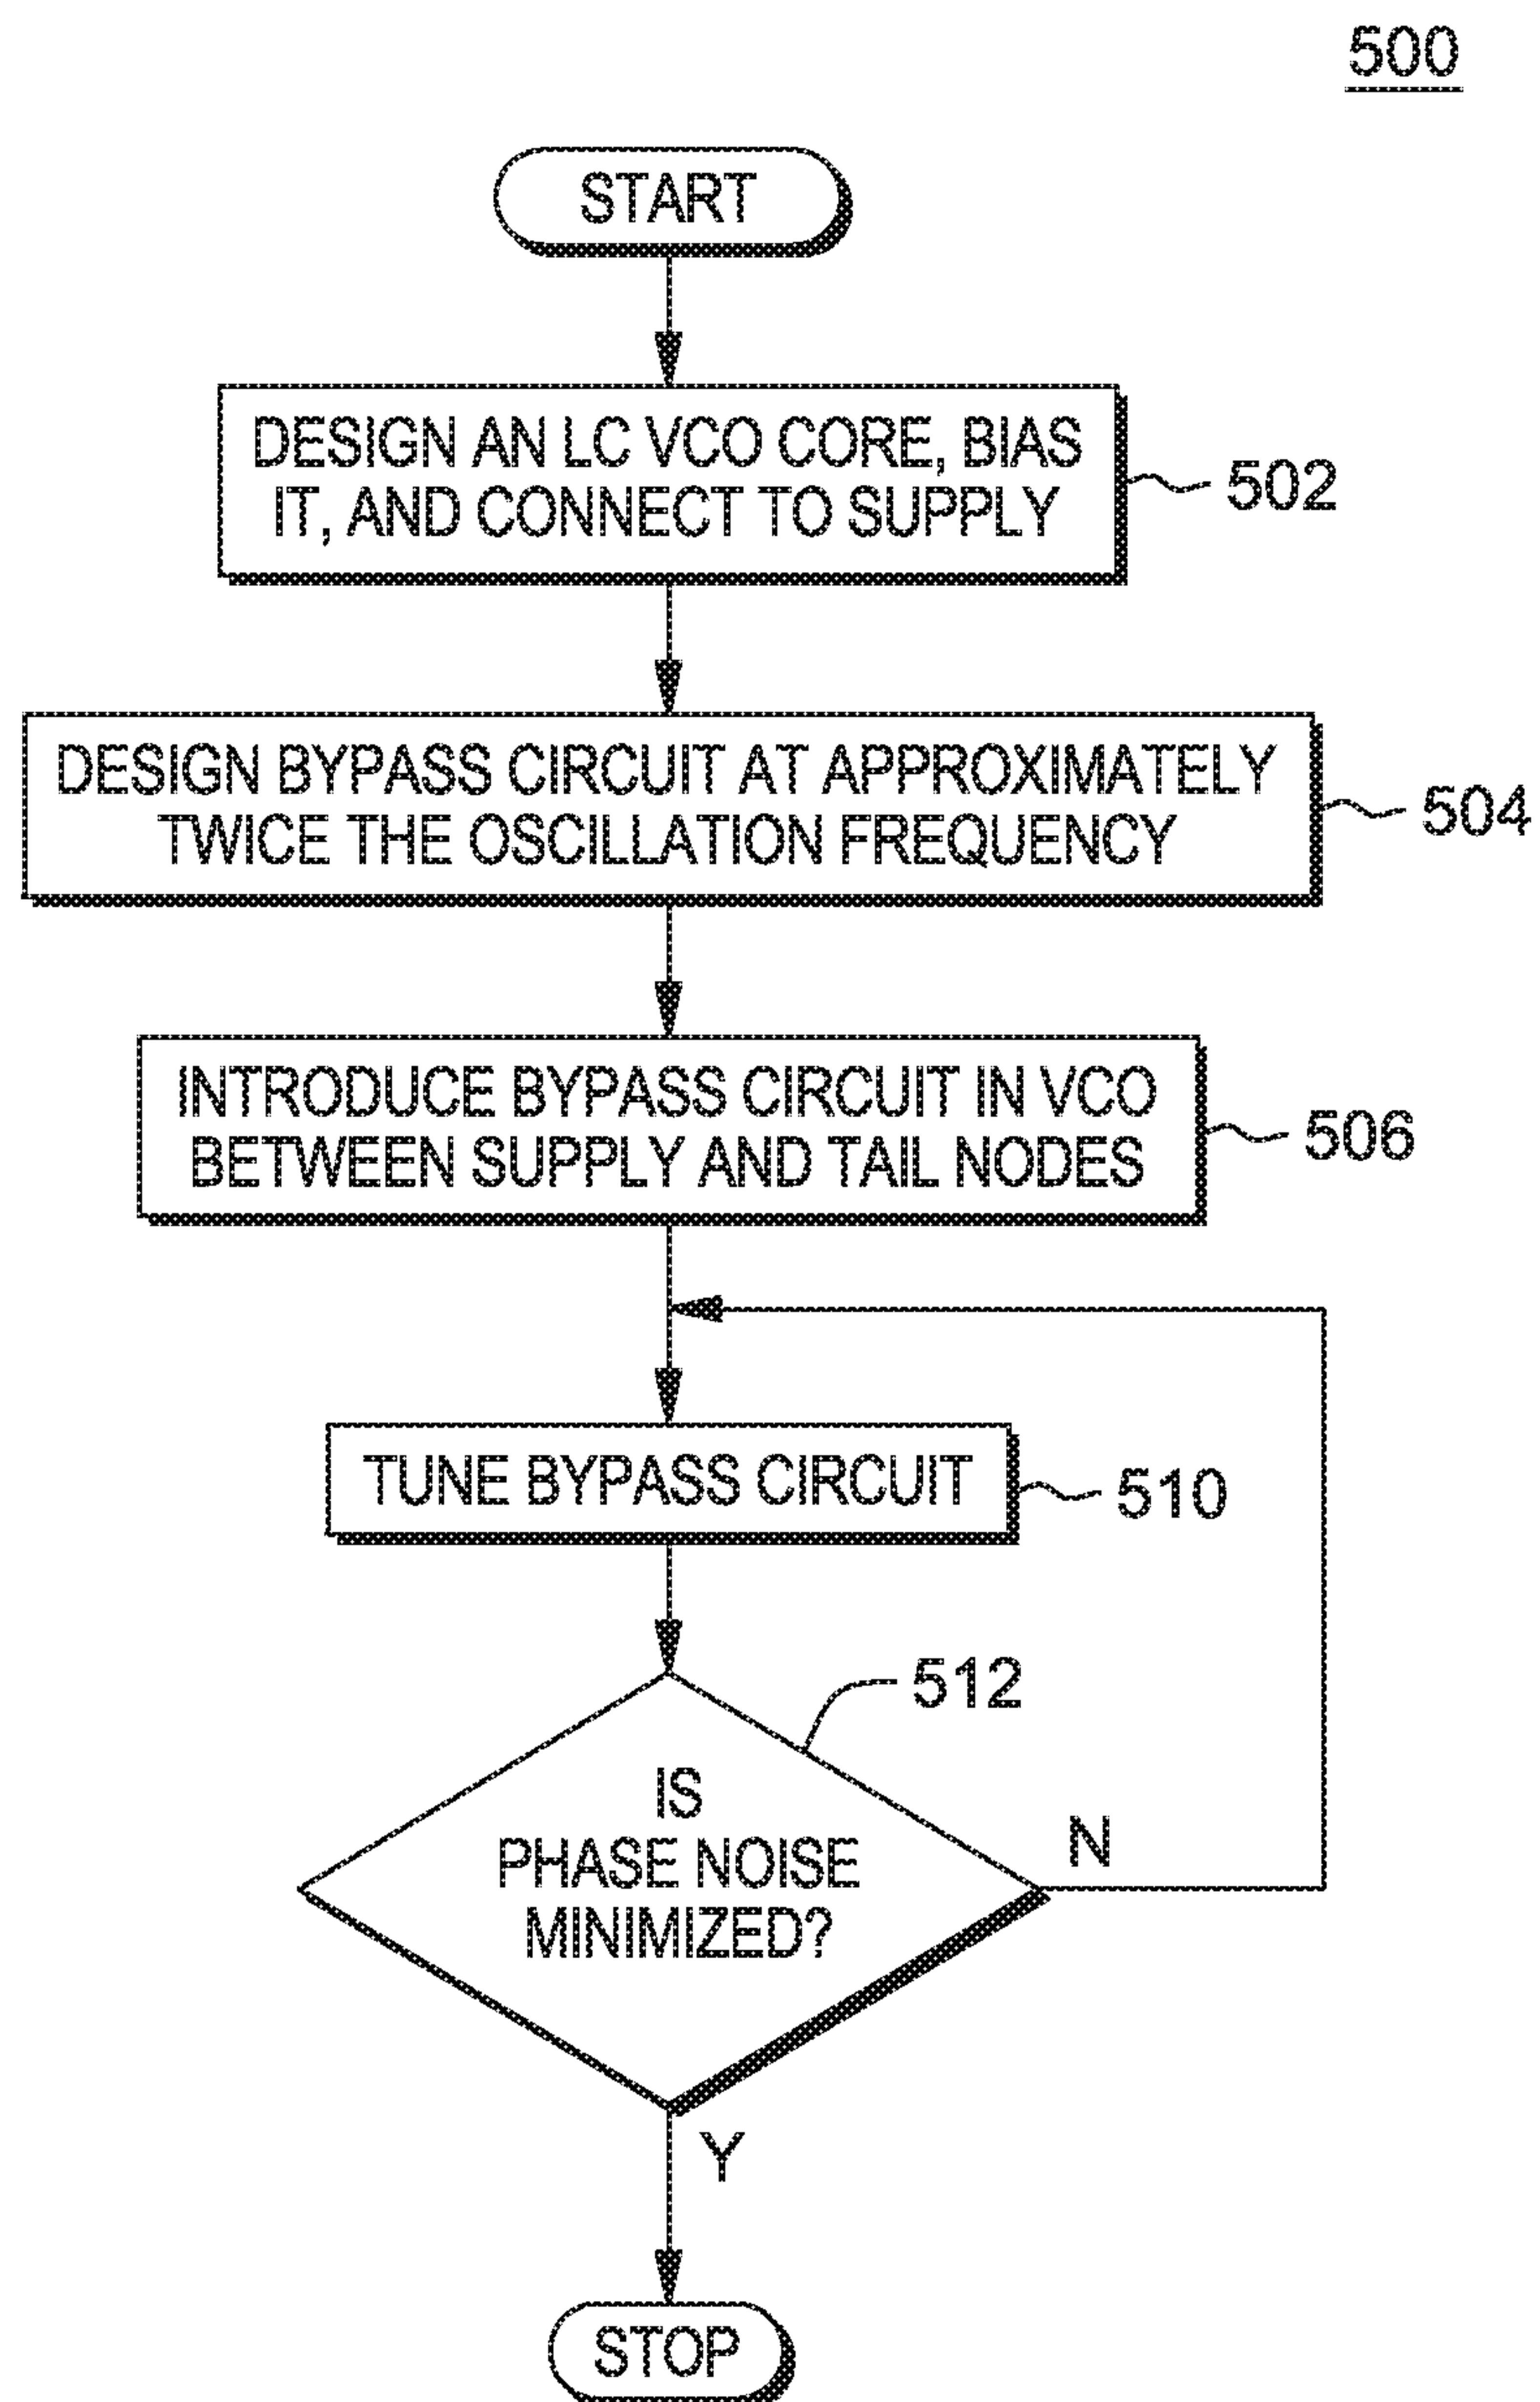 500
START
DESIGN AN LC VCO CORE, BIAS
IT, AND CONNECT TO SUPPLY
502
DESIGN BYPASS CIRCUIT AT APPROXIMATELY
TWICE THE OSCILLATION FREQUENCY
504
INTRODUCE BYPASS CIRCUIT IN VCO
BETWEEN SUPPLY AND TAIL NODES
506
TUNE BYPASS CIRCUIT
510
512
IS
PHASE NOISE
MINIMIZED?
N
Y
STOP